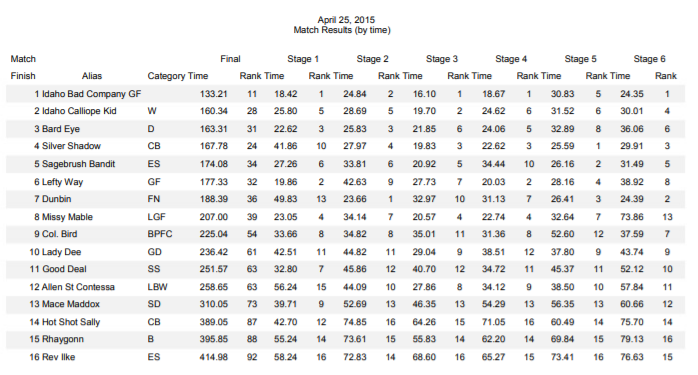 April 25, 2015
Match Results (by time)
Match Final Stage 1 Stage 2 Stage 3 Stage 4 Stage 5 Stage 6
Finish Alias Category Time Rank Time Rank Time Rank Time Rank Time Rank Time Rank Time Rank
1 Idaho Bad Company GF 133.21 11 18.42 1 24.84 2 16.10 1 18.67 1 30.83 5 24.35 1
2 Idaho Calliope Kid W 160.34 28 25.80 5 28.69 5 19.70 2 24.62 6 31.52 6 30.01 4
3 Bard Eye D 163.31 31 22.62 3 25.83 3 21.85 6 24.06 5 32.89 8 36.06 6
4 Silver Shadow CB 167.78 24 41.86 10 27.97 4 19.83 3 22.62 3 25.59 1 29.91 3
5 Sagebrush Bandit ES 174.08 34 27.26 6 33.81 6 20.92 5 34.44 10 26.16 2 31.49 5
6 Lefty Way GF 177.33 32 19.86 2 42.63 9 27.73 7 20.03 2 28.16 4 38.92 8
7 Dunbin FN 188.39 36 49.83 13 23.66 1 32.97 10 31.13 7 26.41 3 24.39 2
8 Missy Mable LGF 207.00 39 23.05 4 34.14 7 20.57 4 22.74 4 32.64 7 73.86 13
9 Col. Bird BPFC 225.04 54 33.66 8 34.82 8 35.01 11 31.36 8 52.60 12 37.59 7
10 Lady Dee GD 236.42 61 42.51 11 44.82 11 29.04 9 38.51 12 37.80 9 43.74 9
11 Good Deal SS 251.57 63 32.80 7 45.86 12 40.70 12 34.72 11 45.37 11 52.12 10
12 Allen St Contessa LBW 258.65 63 56.24 15 44.09 10 27.86 8 34.12 9 38.50 10 57.84 11
13 Mace Maddox SD 310.05 73 39.71 9 52.69 13 46.35 13 54.29 13 56.35 13 60.66 12
14 Hot Shot Sally CB 389.05 87 42.70 12 74.85 16 64.26 15 71.05 16 60.49 14 75.70 14
15 Rhaygonn B 395.85 88 55.24 14 73.61 15 55.83 14 62.20 14 69.84 15 79.13 16
16 Rev Ilke ES 414.98 92 58.24 16 72.83 14 68.60 16 65.27 15 73.41 16 76.63 15